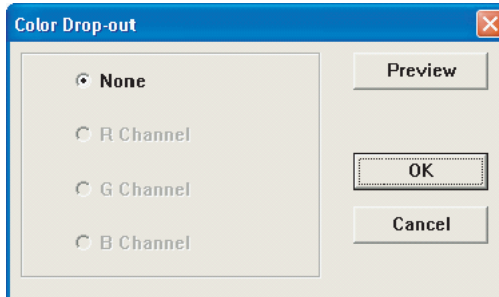 Color Drop-out
None
R Channel
G Channel
B Channel
Preview
OK
Cancel